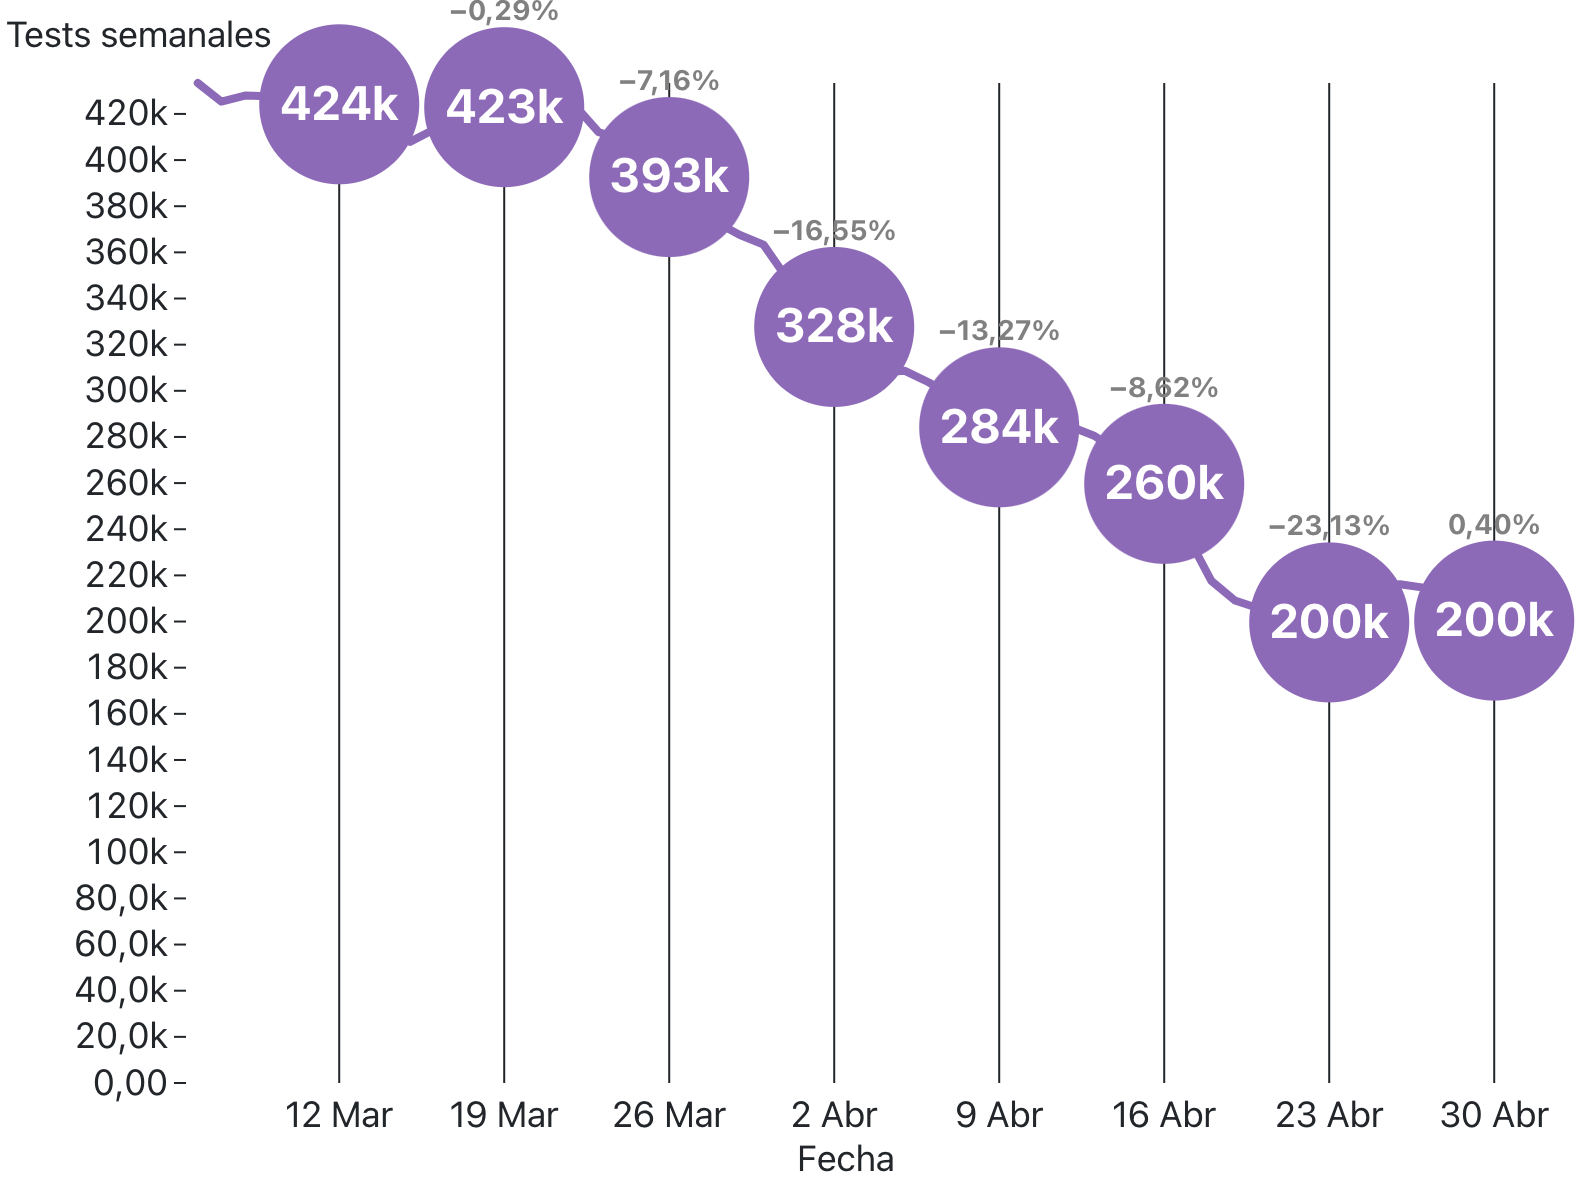 −0,29%
Tests semanales
424k
423k
−7,16%
420k
400k
393k
380k
−16,55%
360k
340k
328k
320k
−13,27%
300k
−8,62%
280k
284k
260k
260k
240k
−23,13%
0,40%
220k
200k
200k
200k
180k
160k
140k
120k
100k
80,0k
60,0k
40,0k
20,0k
0,00
12 Mar
19 Mar
26 Mar
2 Abr
9 Abr
16 Abr
23 Abr
30 Abr
Fecha